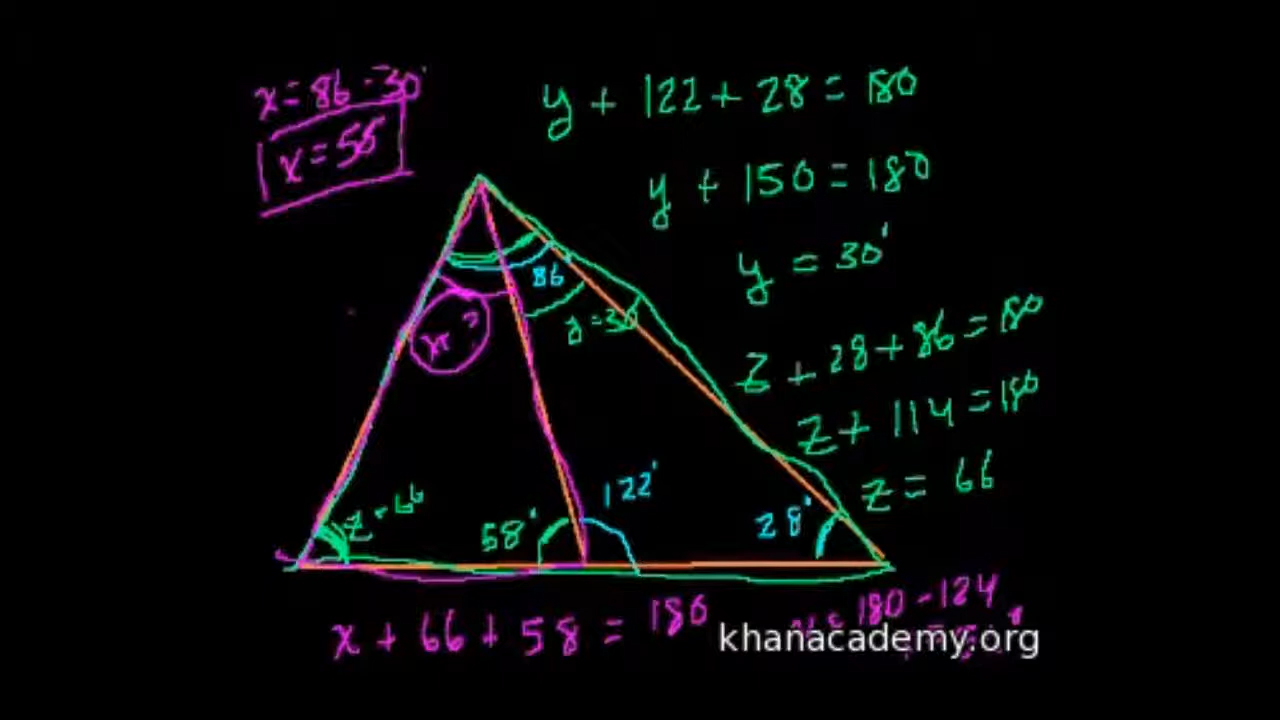 x = 86 - 30°
x = 56
y + 122 + 28 = 180
y + 150 = 180
y = 30°
86
y = 30
x ?
z + 28 + 86 = 180
z + 114 = 180
z = 66
z = 66
58°
122°
28°
x + 66 + 58 = 180
180 - 124
khanacademy.org